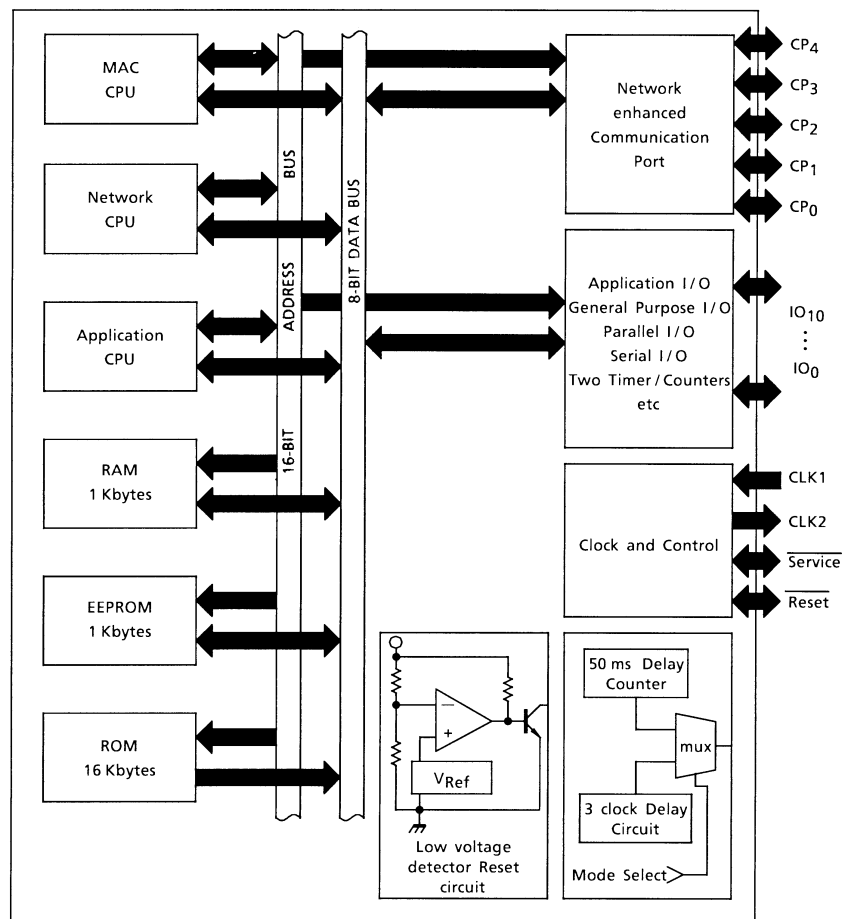 MAC
CPU
Network
CPU
Application
CPU
RAM
1 Kbytes
EEPROM
1 Kbytes
ROM
16 Kbytes
16-BIT ADDRESS BUS
8-BIT DATA BUS
Network
enhanced
Communication
Port
CP4
CP3
CP2
CP1
CP0
Application I/O
General Purpose I/O
Parallel I/O
Serial I/O
Two Timer/Counters
etc
IO10
⋮
IO0
Clock and Control
CLK1
CLK2
Service
Reset
−
+
VRef
Low voltage
detector Reset
circuit
50 ms Delay
Counter
mux
3 clock Delay
Circuit
Mode Select